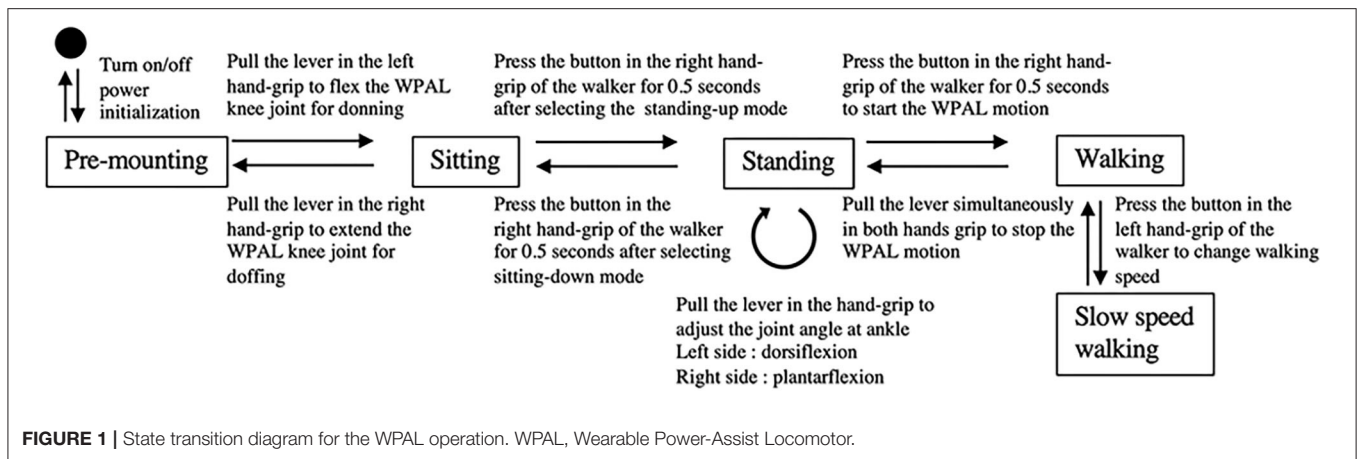 Turn on/off
power
initialization
Pull the lever in the left
hand-grip to flex the WPAL
knee joint for donning
Press the button in the right hand-
grip of the walker for 0.5 seconds
after selecting the standing-up mode
Press the button in the right hand-
grip of the walker for 0.5 seconds
to start the WPAL motion
Pre-mounting
Sitting
Standing
Walking
Pull the lever in the right
hand-grip to extend the
WPAL knee joint for
doffing
Press the button in the
right hand-grip of the walker
for 0.5 seconds after selecting
sitting-down mode
Pull the lever simultaneously
in both hands grip to stop the
WPAL motion
Press the button in the
left hand-grip of the
walker to change walking
speed
Pull the lever in the hand-grip to
adjust the joint angle at ankle
Left side : dorsiflexion
Right side : plantarflexion
Slow speed
walking
FIGURE 1 | State transition diagram for the WPAL operation. WPAL, Wearable Power-Assist Locomotor.